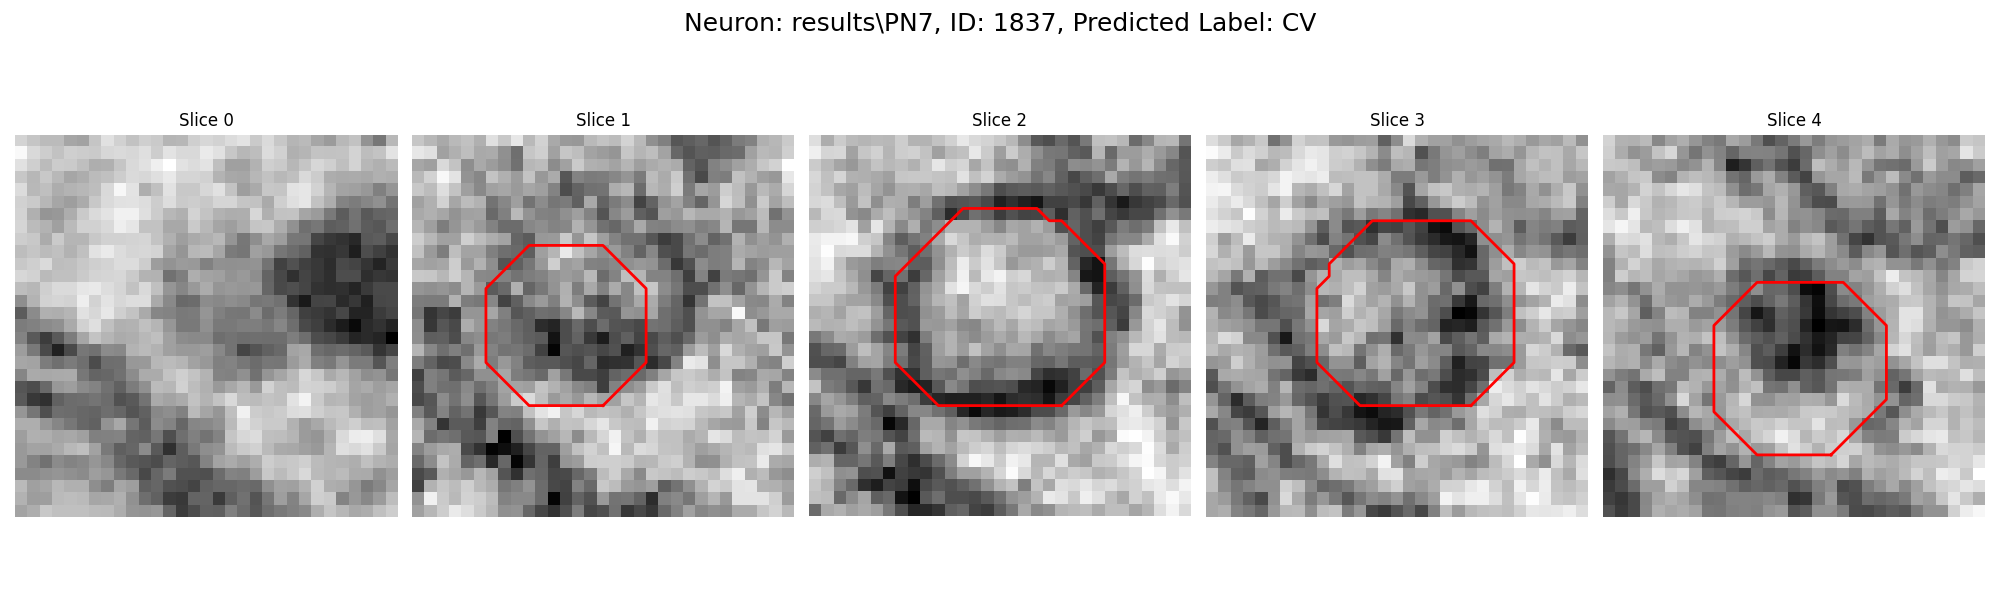 Neuron: results\PN7, ID: 1837, Predicted Label: CV
Slice 0
Slice 1
Slice 2
Slice 3
Slice 4